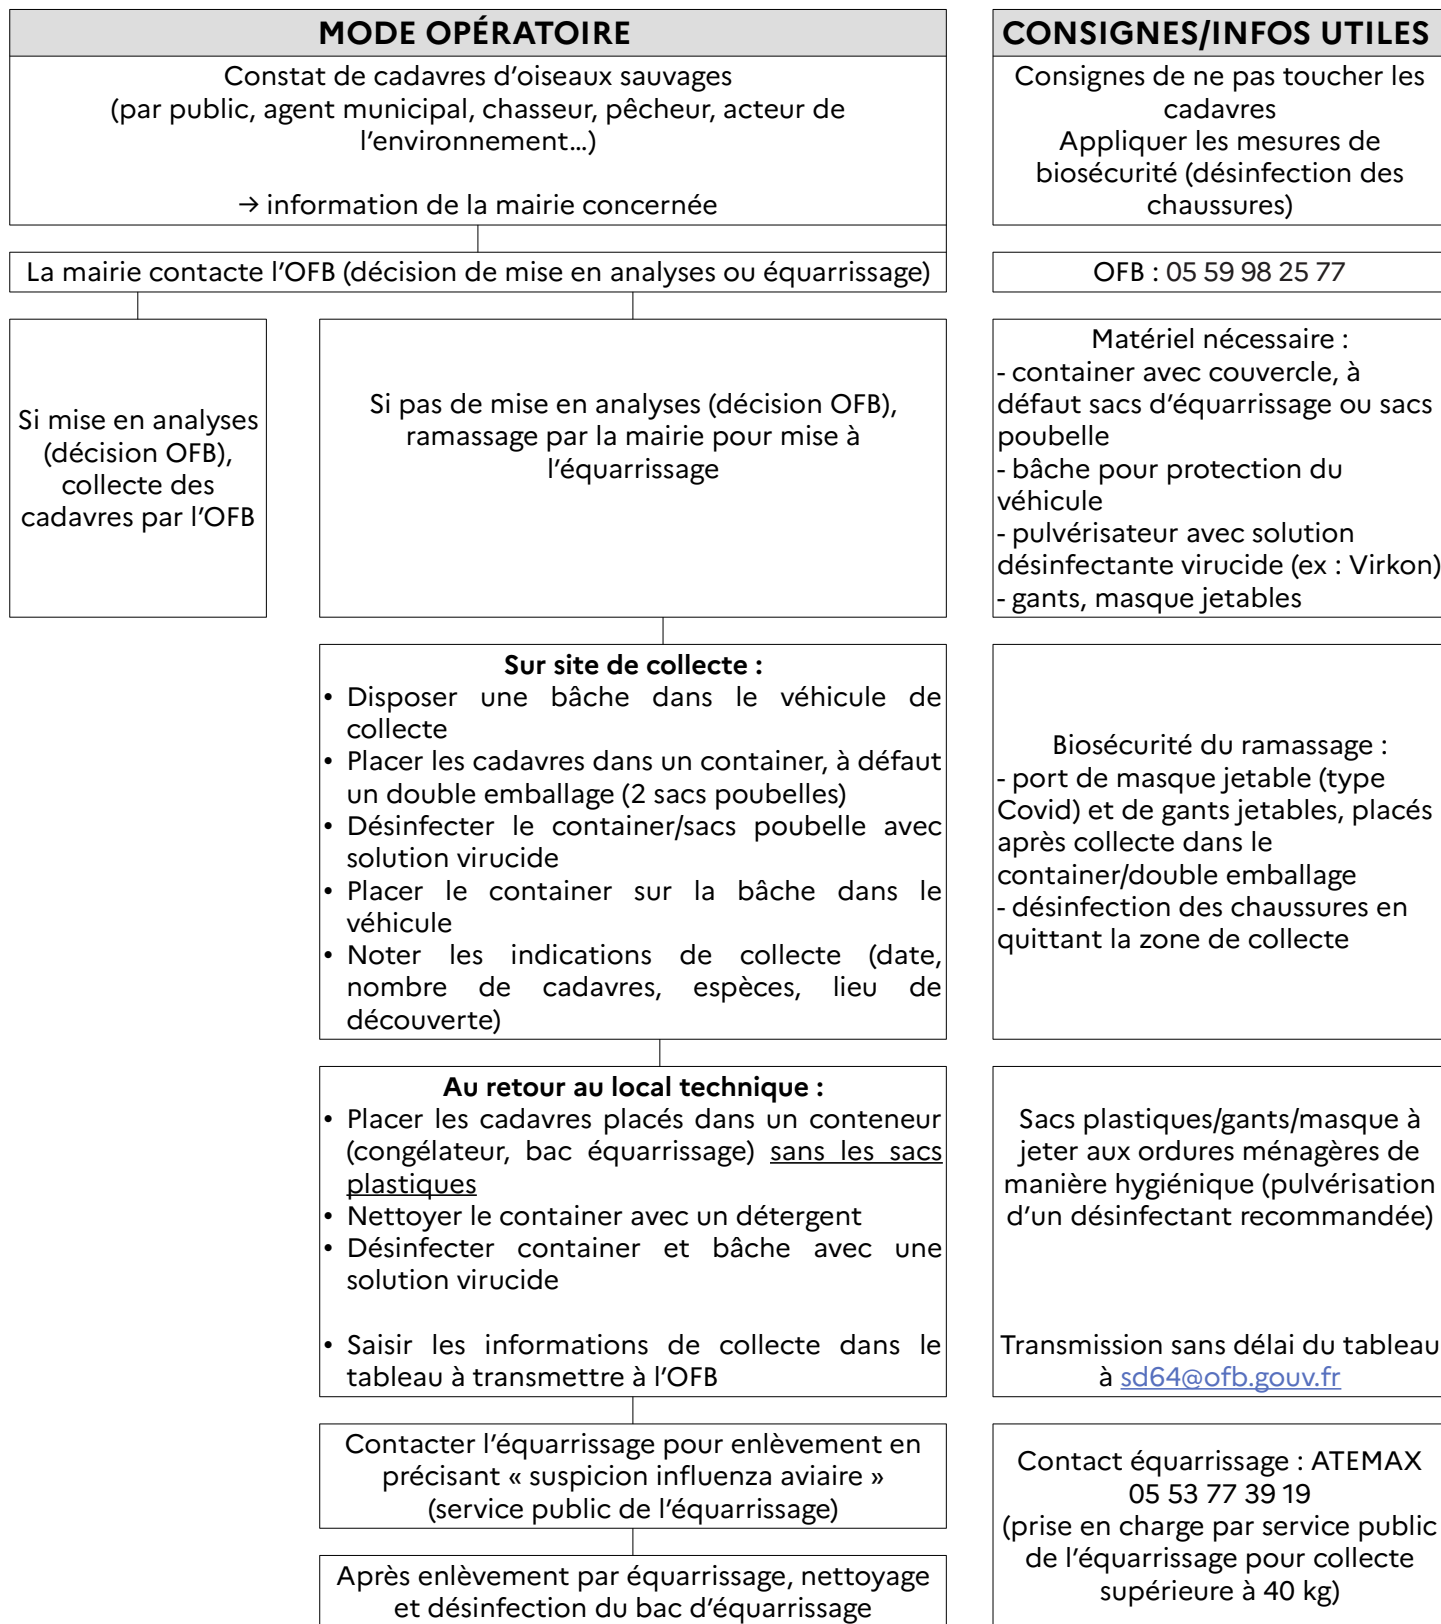 MODE OPÉRATOIRE
CONSIGNES/INFOS UTILES
Constat de cadavres d'oiseaux sauvages
(par public, agent municipal, chasseur, pêcheur, acteur de
l'environnement…)
→ information de la mairie concernée
Consignes de ne pas toucher les
cadavres
Appliquer les mesures de
biosécurité (désinfection des
chaussures)
La mairie contacte l'OFB (décision de mise en analyses ou équarrissage)
OFB : 05 59 98 25 77
Si mise en analyses
(décision OFB),
collecte des
cadavres par l'OFB
Si pas de mise en analyses (décision OFB),
ramassage par la mairie pour mise à
l'équarrissage
Matériel nécessaire :
- container avec couvercle, à
défaut sacs d'équarrissage ou sacs
poubelle
- bâche pour protection du
véhicule
- pulvérisateur avec solution
désinfectante virucide (ex : Virkon)
- gants, masque jetables
Sur site de collecte :
• Disposer une bâche dans le véhicule de
collecte
• Placer les cadavres dans un container, à défaut
un double emballage (2 sacs poubelles)
• Désinfecter le container/sacs poubelle avec
solution virucide
• Placer le container sur la bâche dans le
véhicule
• Noter les indications de collecte (date,
nombre de cadavres, espèces, lieu de
découverte)
Biosécurité du ramassage :
- port de masque jetable (type
Covid) et de gants jetables, placés
après collecte dans le
container/double emballage
- désinfection des chaussures en
quittant la zone de collecte
Au retour au local technique :
• Placer les cadavres placés dans un conteneur
(congélateur, bac équarrissage) sans les sacs
plastiques
• Nettoyer le container avec un détergent
• Désinfecter container et bâche avec une
solution virucide
• Saisir les informations de collecte dans le
tableau à transmettre à l'OFB
Sacs plastiques/gants/masque à
jeter aux ordures ménagères de
manière hygiénique (pulvérisation
d'un désinfectant recommandée)
Transmission sans délai du tableau
à sd64@ofb.gouv.fr
Contacter l'équarrissage pour enlèvement en
précisant « suspicion influenza aviaire »
(service public de l'équarrissage)
Contact équarrissage : ATEMAX
05 53 77 39 19
(prise en charge par service public
de l'équarrissage pour collecte
supérieure à 40 kg)
Après enlèvement par équarrissage, nettoyage
et désinfection du bac d'équarrissage